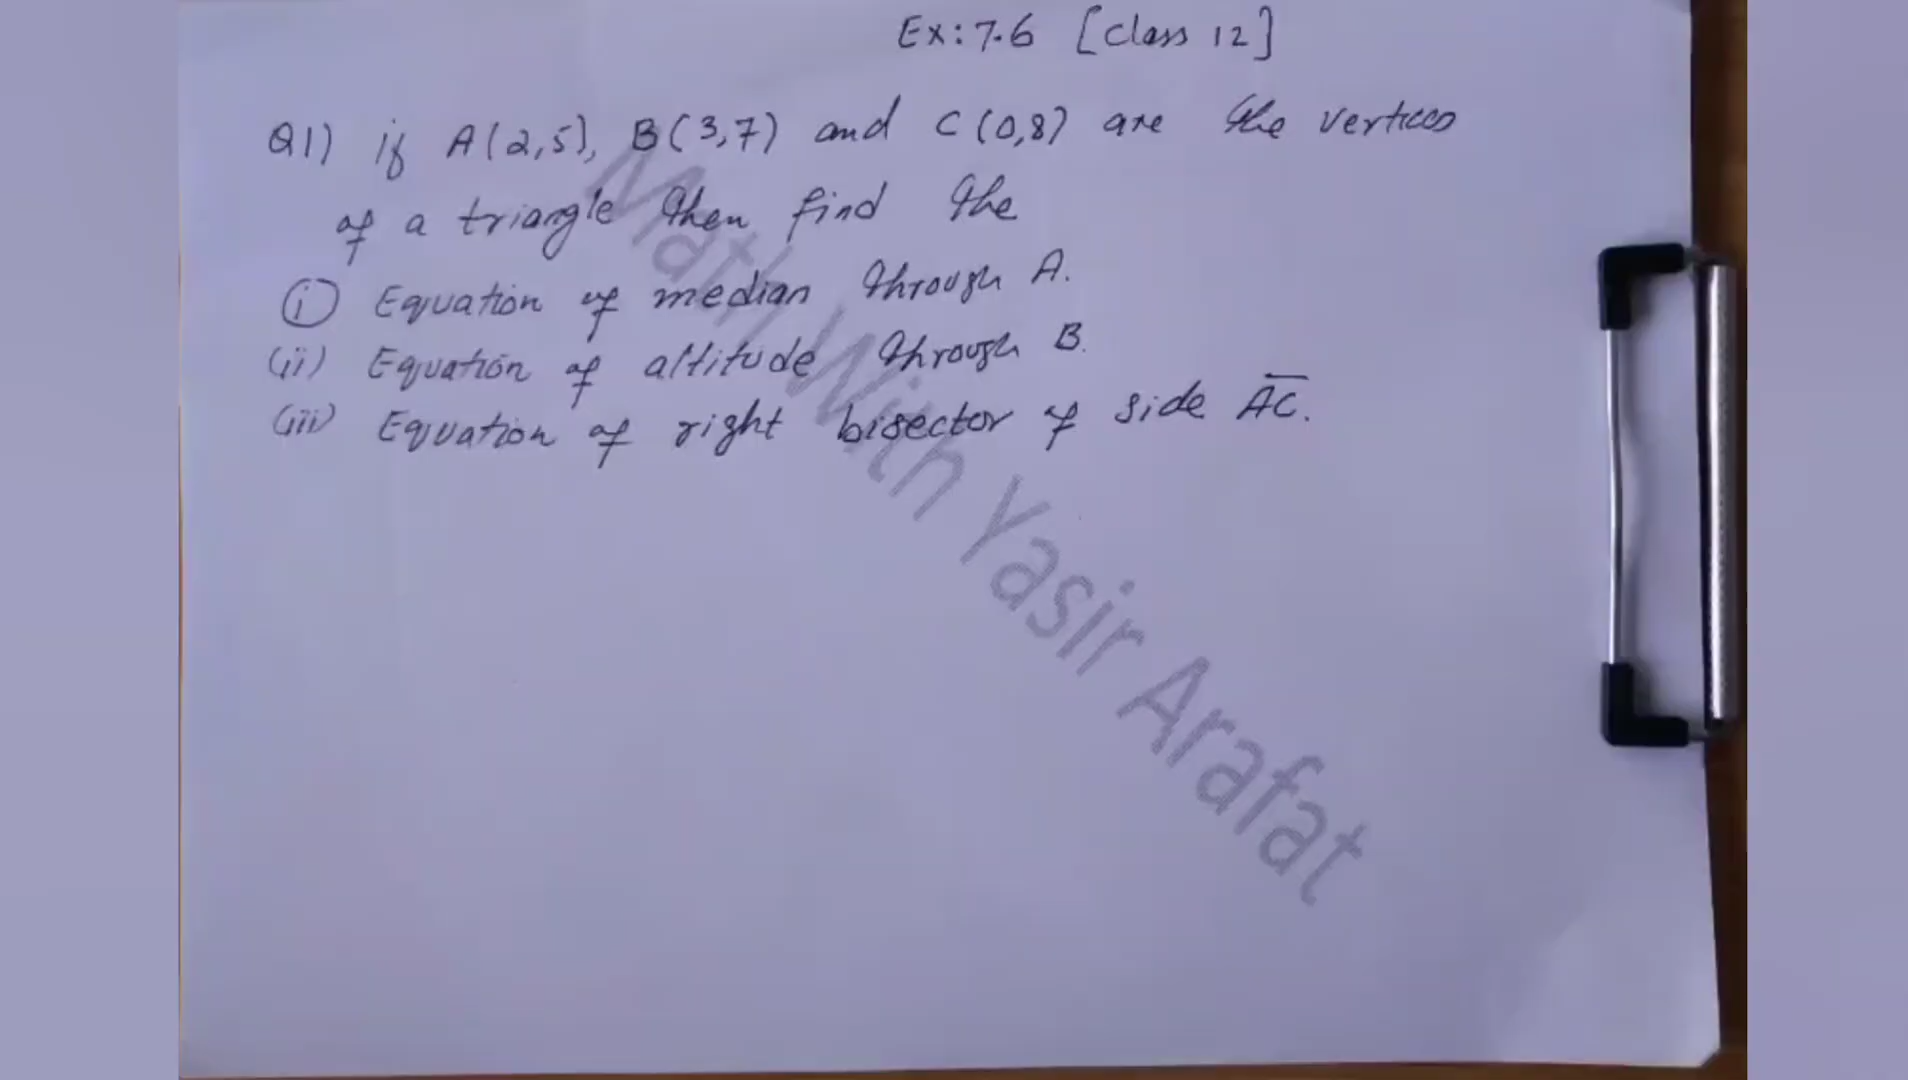 Ex: 7.6 [Class 12]
Q1) if A(2,5), B(3,7) and C(0,8) are the vertices
of a triangle then find the
(i) Equation of median through A.
(ii) Equation of altitude through B.
(iii) Equation of right bisector of side A̅C̅.
Math With Yasir Arafat